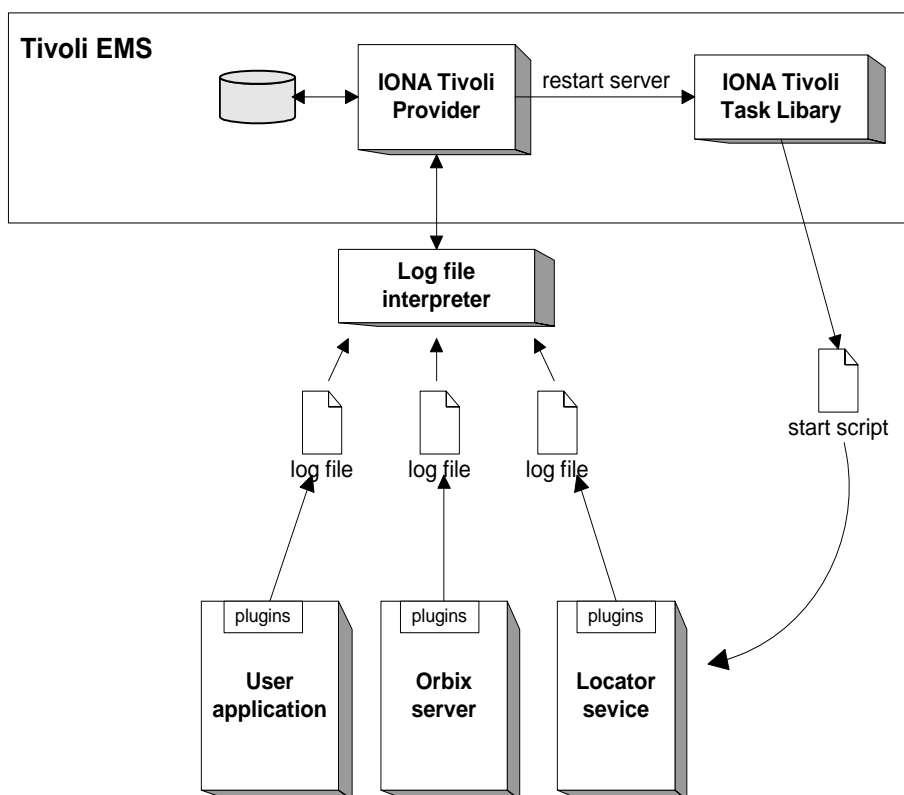 Tivoli EMS
IONA Tivoli
Provider
restart server
IONA Tivoli
Task Libary
Log file
interpreter
log file
log file
log file
start script
plugins
plugins
plugins
User
application
Orbix
server
Locator
sevice